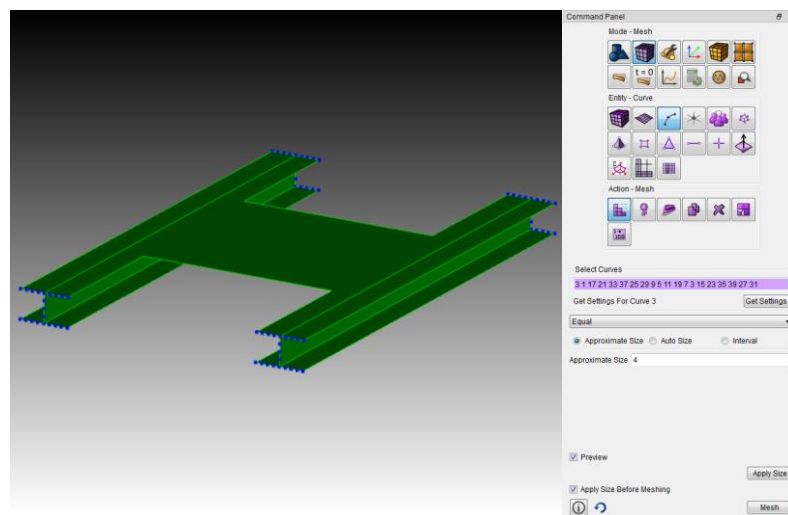 Command Panel
Mode - Mesh
t = 0
Entity - Curve
Action - Mesh
Select Curves
3 1 17 21 33 37 25 29 9 5 11 19 7 3 15 23 35 39 27 31
Get Settings For Curve 3 Get Settings
Equal
Approximate Size Auto Size Interval
Approximate Size 4
Preview
Apply Size
Apply Size Before Meshing
Mesh